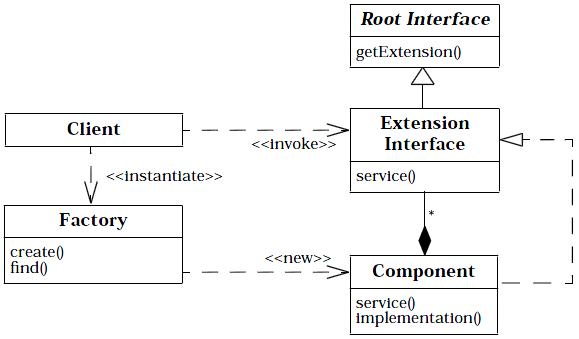 Root Interface
getExtension()
Client
<<invoke>>
Extension
Interface
service()
<<instantiate>>
Factory
create()
find()
*
<<new>>
Component
service()
implementation()